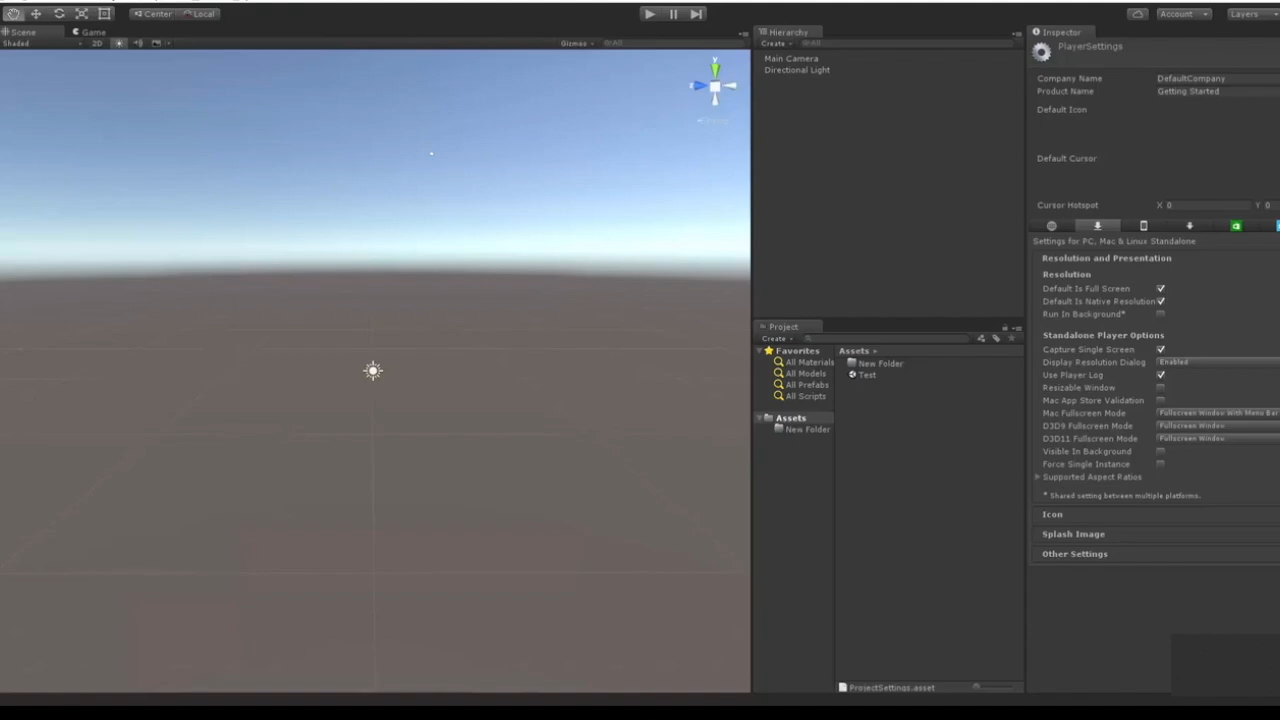 Center Local
Account Layers
Scene Game
Shaded 2D Gizmos All
Hierarchy
Create All
Main Camera
Directional Light
Project
Create
Favorites
All Materials
All Models
All Prefabs
All Scripts
Assets
New Folder
Assets
New Folder
Test
ProjectSettings.asset
Inspector
PlayerSettings
Company Name DefaultCompany
Product Name Getting Started
Default Icon
Default Cursor
Cursor Hotspot X 0 Y 0
Settings for PC, Mac & Linux Standalone
Resolution and Presentation
Resolution
Default Is Full Screen
Default Is Native Resolution
Run In Background*
Standalone Player Options
Capture Single Screen
Display Resolution Dialog Enabled
Use Player Log
Resizable Window
Mac App Store Validation
Mac Fullscreen Mode Fullscreen Window With Menu Bar
D3D9 Fullscreen Mode Fullscreen Window
D3D11 Fullscreen Mode Fullscreen Window
Visible In Background
Force Single Instance
Supported Aspect Ratios
* Shared setting between multiple platforms.
Icon
Splash Image
Other Settings